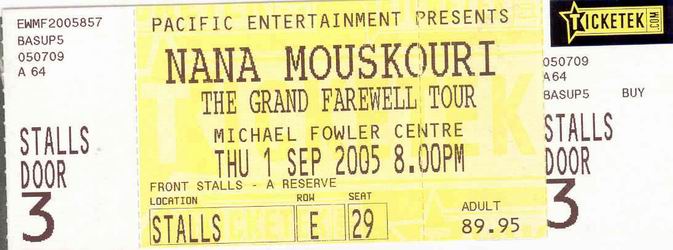 EWMF2005857
BASUP5
050709
A 64
STALLS
DOOR
3
PACIFIC ENTERTAINMENT PRESENTS
NANA MOUSKOURI
THE GRAND FAREWELL TOUR
MICHAEL FOWLER CENTRE
THU 1 SEP 2005 8.00PM
FRONT STALLS - A RESERVE
LOCATION ROW SEAT
STALLS E 29
ADULT
89.95
TICKETEK.COM
050709
A64
BASUP5 BUY
STALLS
DOOR
3